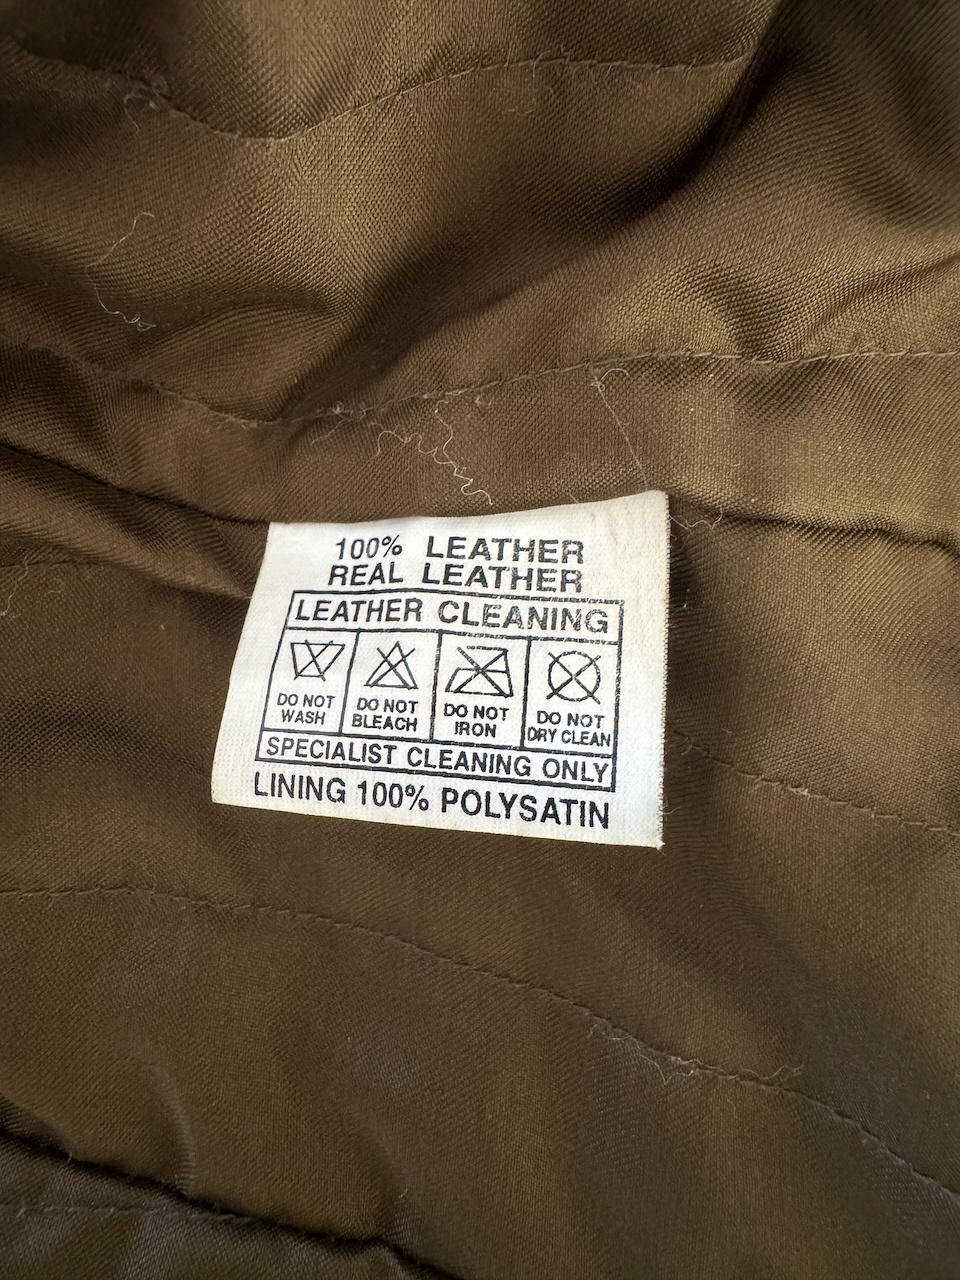 100% LEATHER
REAL LEATHER
LEATHER CLEANING
DO NOT WASH
DO NOT BLEACH
DO NOT IRON
DO NOT DRY CLEAN
SPECIALIST CLEANING ONLY
LINING 100% POLYSATIN